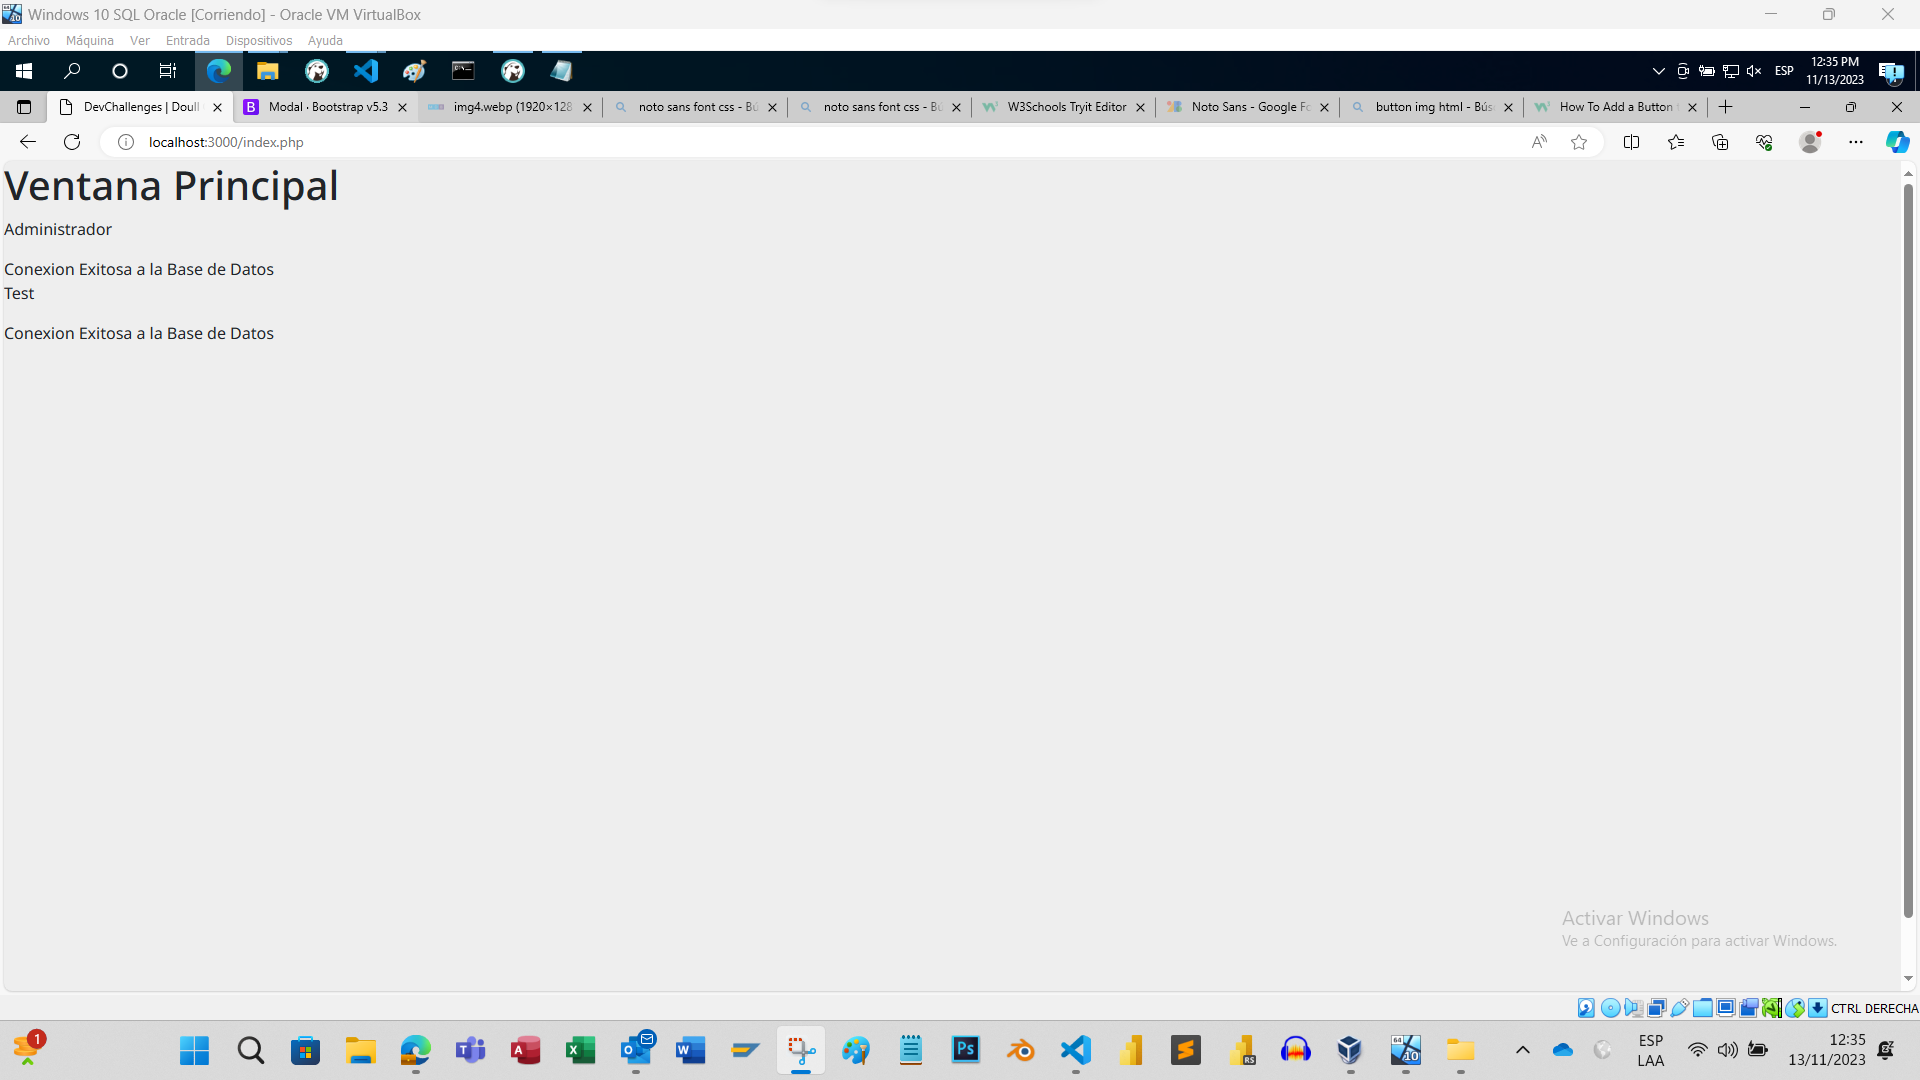 Windows 10 SQL Oracle [Corriendo] - Oracle VM VirtualBox
Archivo Máquina Ver Entrada Dispositivos Ayuda
ESP
12:35 PM
11/13/2023
DevChallenges | Doull
Modal · Bootstrap v5.3
img4.webp (1920×128
noto sans font css - Bú
noto sans font css - Bú
W3Schools Tryit Editor
Noto Sans - Google Fo
button img html - Bús
How To Add a Button
localhost:3000/index.php
Ventana Principal
Administrador
Conexion Exitosa a la Base de Datos
Test
Conexion Exitosa a la Base de Datos
Activar Windows
Ve a Configuración para activar Windows.
CTRL DERECHA
1
ESP
LAA
12:35
13/11/2023